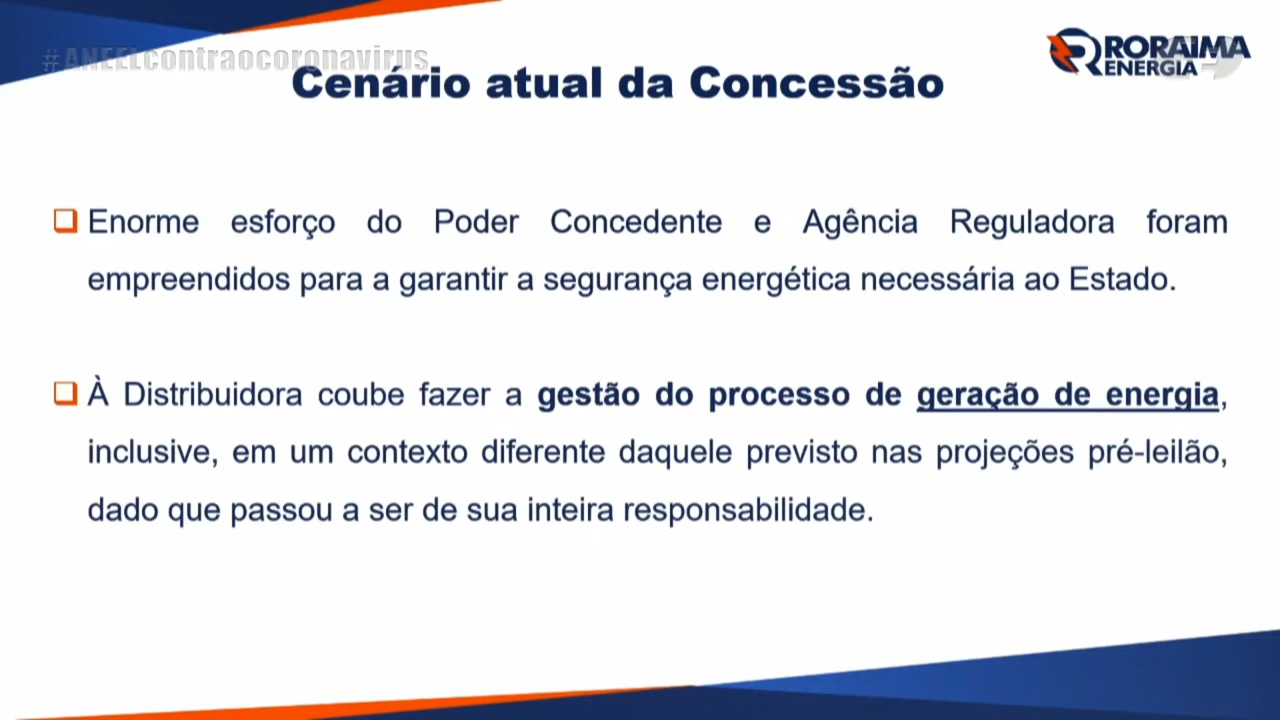 #ANEELcontraocoronavirus
RORAIMA
ENERGIA
Cenário atual da Concessão
Enorme esforço do Poder Concedente e Agência Reguladora foram
empreendidos para a garantir a segurança energética necessária ao Estado.
À Distribuidora coube fazer a gestão do processo de geração de energia,
inclusive, em um contexto diferente daquele previsto nas projeções pré-leilão,
dado que passou a ser de sua inteira responsabilidade.